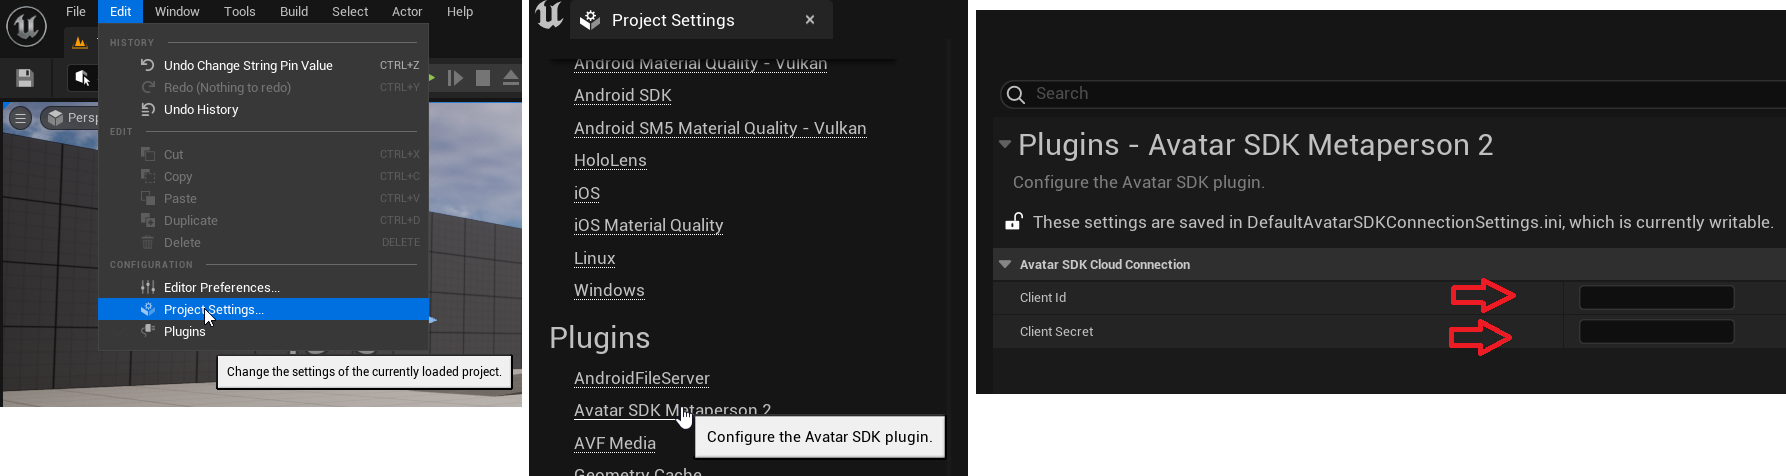 File Edit Window Tools Build Select Actor Help
HISTORY
Undo Change String Pin Value CTRL+Z
Redo (Nothing to redo) CTRL+Y
Undo History
EDIT
Cut CTRL+X
Copy CTRL+C
Paste CTRL+V
Duplicate CTRL+D
Delete DELETE
CONFIGURATION
Editor Preferences...
Project Settings...
Plugins
Change the settings of the currently loaded project.
Persp
Project Settings
Android Material Quality - Vulkan
Android SDK
Android SM5 Material Quality - Vulkan
HoloLens
iOS
iOS Material Quality
Linux
Windows
Plugins
AndroidFileServer
Avatar SDK Metaperson 2
Configure the Avatar SDK plugin.
AVF Media
Geometry Cache
Search
Plugins - Avatar SDK Metaperson 2
Configure the Avatar SDK plugin.
These settings are saved in DefaultAvatarSDKConnectionSettings.ini, which is currently writable.
Avatar SDK Cloud Connection
Client Id
Client Secret